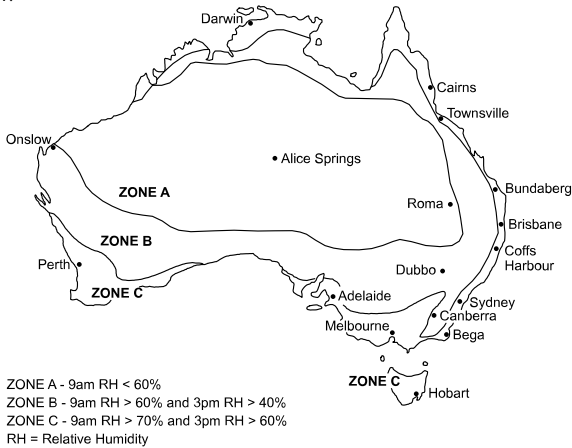 Darwin
Cairns
Townsville
Onslow
Alice Springs
ZONE A
Bundaberg
Roma
Brisbane
ZONE B
Coffs
Harbour
Perth
Dubbo
ZONE C
Adelaide
Sydney
Canberra
Melbourne
Bega
ZONE C
Hobart
ZONE A - 9am RH < 60%
ZONE B - 9am RH > 60% and 3pm RH > 40%
ZONE C - 9am RH > 70% and 3pm RH > 60%
RH = Relative Humidity